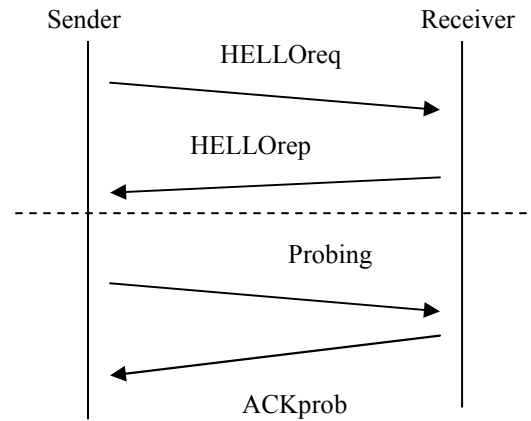 Sender
Receiver
HELLOreq
HELLOrep
Probing
ACKprob